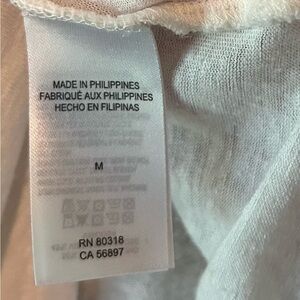 MADE IN PHILIPPINES
FABRIQUÉ AUX PHILIPPINES
HECHO EN FILIPINAS
M
RN 80318
CA 56897